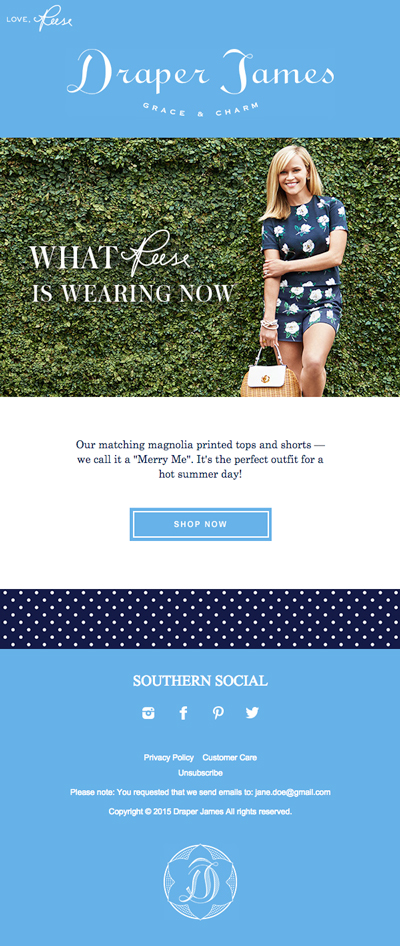 LOVE, Reese
Draper James
GRACE & CHARM
WHAT Reese
IS WEARING NOW
Our matching magnolia printed tops and shorts —
we call it a "Merry Me". It's the perfect outfit for a
hot summer day!
SHOP NOW
SOUTHERN SOCIAL
Privacy Policy Customer Care
Unsubscribe
Please note: You requested that we send emails to: jane.doe@gmail.com
Copyright © 2015 Draper James All rights reserved.
DJ